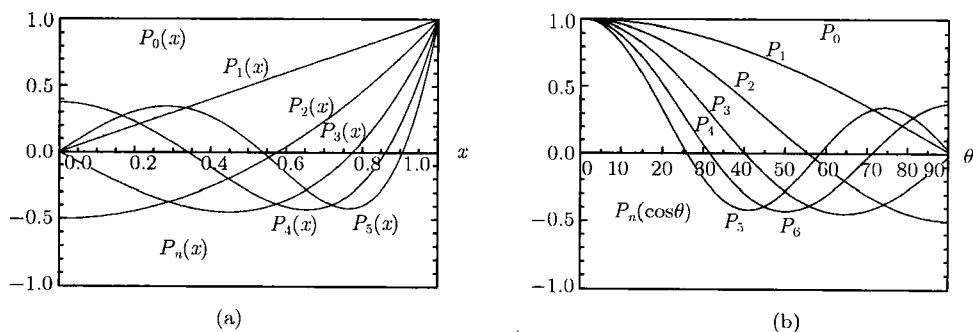 1.0
P₀(x)
P₁(x)
0.5
P₂(x)
P₃(x)
0.0
0.0 0.2 0.4 0.6 0.8 1.0 x
−0.5
P₄(x) P₅(x)
Pₙ(x)
−1.0
(a)
1.0
P₀
P₁
0.5
P₂
P₃
P₄
0.0
0 10 20 30 40 50 60 70 80 90 θ
−0.5
Pₙ(cosθ) P₅ P₆
−1.0
(b)